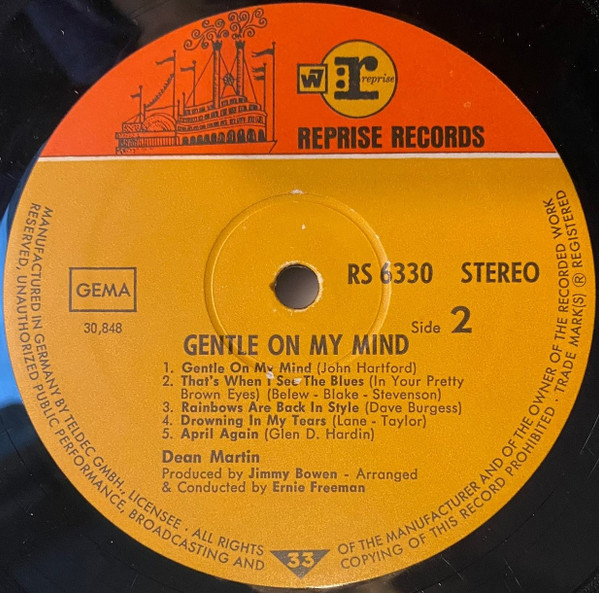 W7
r
reprise
REPRISE RECORDS
RS 6330 STEREO
GEMA
30,848
Side 2
GENTLE ON MY MIND
1. Gentle On My Mind (John Hartford)
2. That's When I See The Blues (In Your Pretty
Brown Eyes) (Belew - Blake - Stevenson)
3. Rainbows Are Back In Style (Dave Burgess)
4. Drowning In My Tears (Lane - Taylor)
5. April Again (Glen D. Hardin)
Dean Martin
Produced by Jimmy Bowen - Arranged
& Conducted by Ernie Freeman
MANUFACTURED IN GERMANY BY TELDEC GMBH., LICENSEE · ALL RIGHTS
RESERVED, UNAUTHORIZED PUBLIC PERFORMANCE, BROADCASTING AND
33
OF THE MANUFACTURER AND OF THE OWNER OF THE RECORDED WORK
COPYING OF THIS RECORD PROHIBITED · TRADE MARK(S) ® REGISTERED